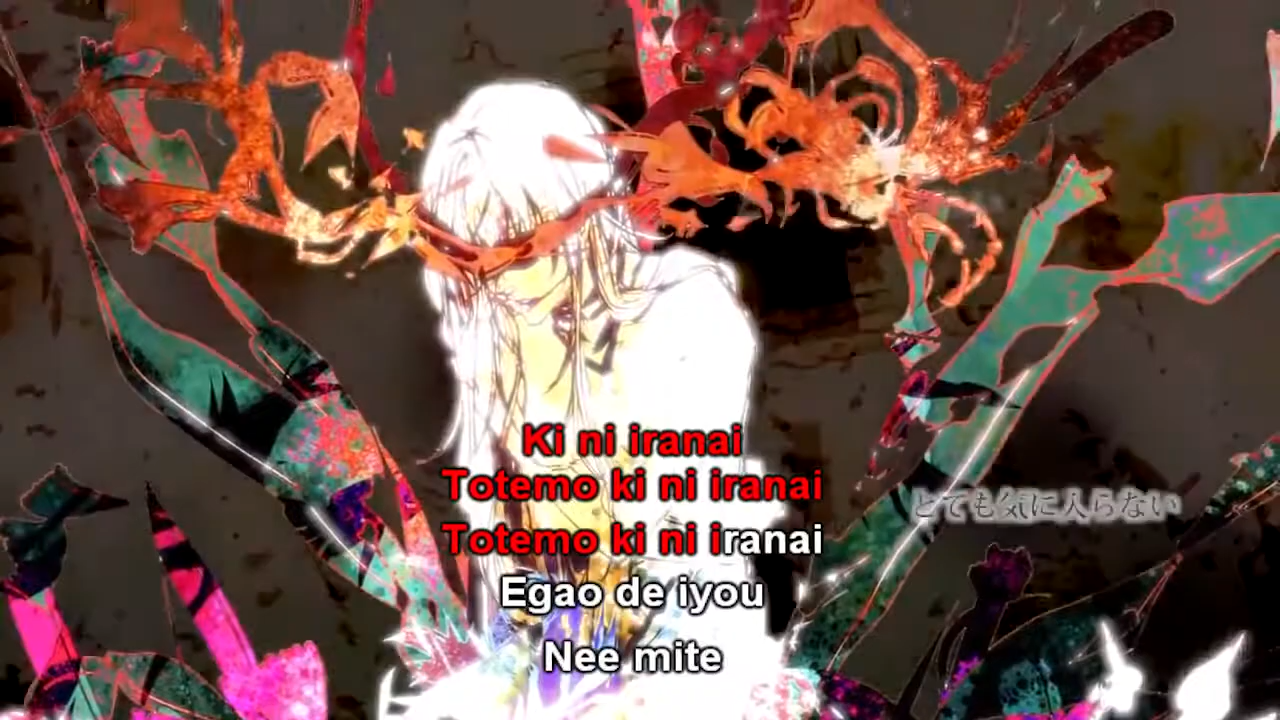 Ki ni iranai
Totemo ki ni iranai
とても気に入らない
Totemo ki ni iranai
Egao de iyou
Nee mite